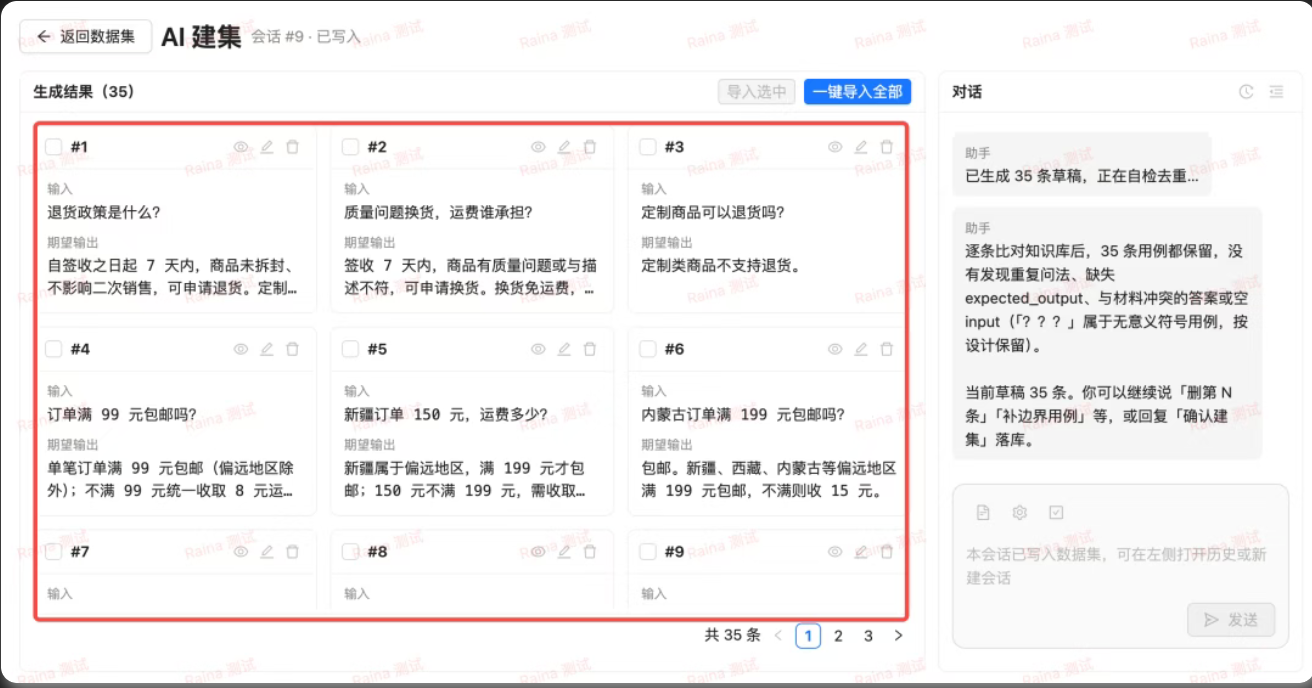 返回数据集
AI 建集
会话 #9 · 已写入
生成结果（35）
导入选中
一键导入全部
#1
输入
退货政策是什么?
期望输出
自签收之日起 7 天内，商品未拆封、
不影响二次销售，可申请退货。定制…
#2
输入
质量问题换货，运费谁承担?
期望输出
签收 7 天内，商品有质量问题或与描
述不符，可申请换货。换货免运费，…
#3
输入
定制商品可以退货吗?
期望输出
定制类商品不支持退货。
#4
输入
订单满 99 元包邮吗?
期望输出
单笔订单满 99 元包邮（偏远地区除
外）；不满 99 元统一收取 8 元运…
#5
输入
新疆订单 150 元，运费多少?
期望输出
新疆属于偏远地区，满 199 元才包
邮；150 元不满 199 元，需收取…
#6
输入
内蒙古订单满 199 元包邮吗?
期望输出
包邮。新疆、西藏、内蒙古等偏远地区
满 199 元包邮，不满则收 15 元。
#7
输入
#8
输入
#9
输入
共 35 条
1
2
3
对话
助手
已生成 35 条草稿，正在自检去重...
助手
逐条比对知识库后，35 条用例都保留，没
有发现重复问法、缺失
expected_output、与材料冲突的答案或空
input（「? ? ? 」属于无意义符号用例，按
设计保留）。
当前草稿 35 条。你可以继续说「删第 N
条」「补边界用例」等，或回复「确认建
集」落库。
本会话已写入数据集，可在左侧打开历史或新
建会话
发送
Raina 测试